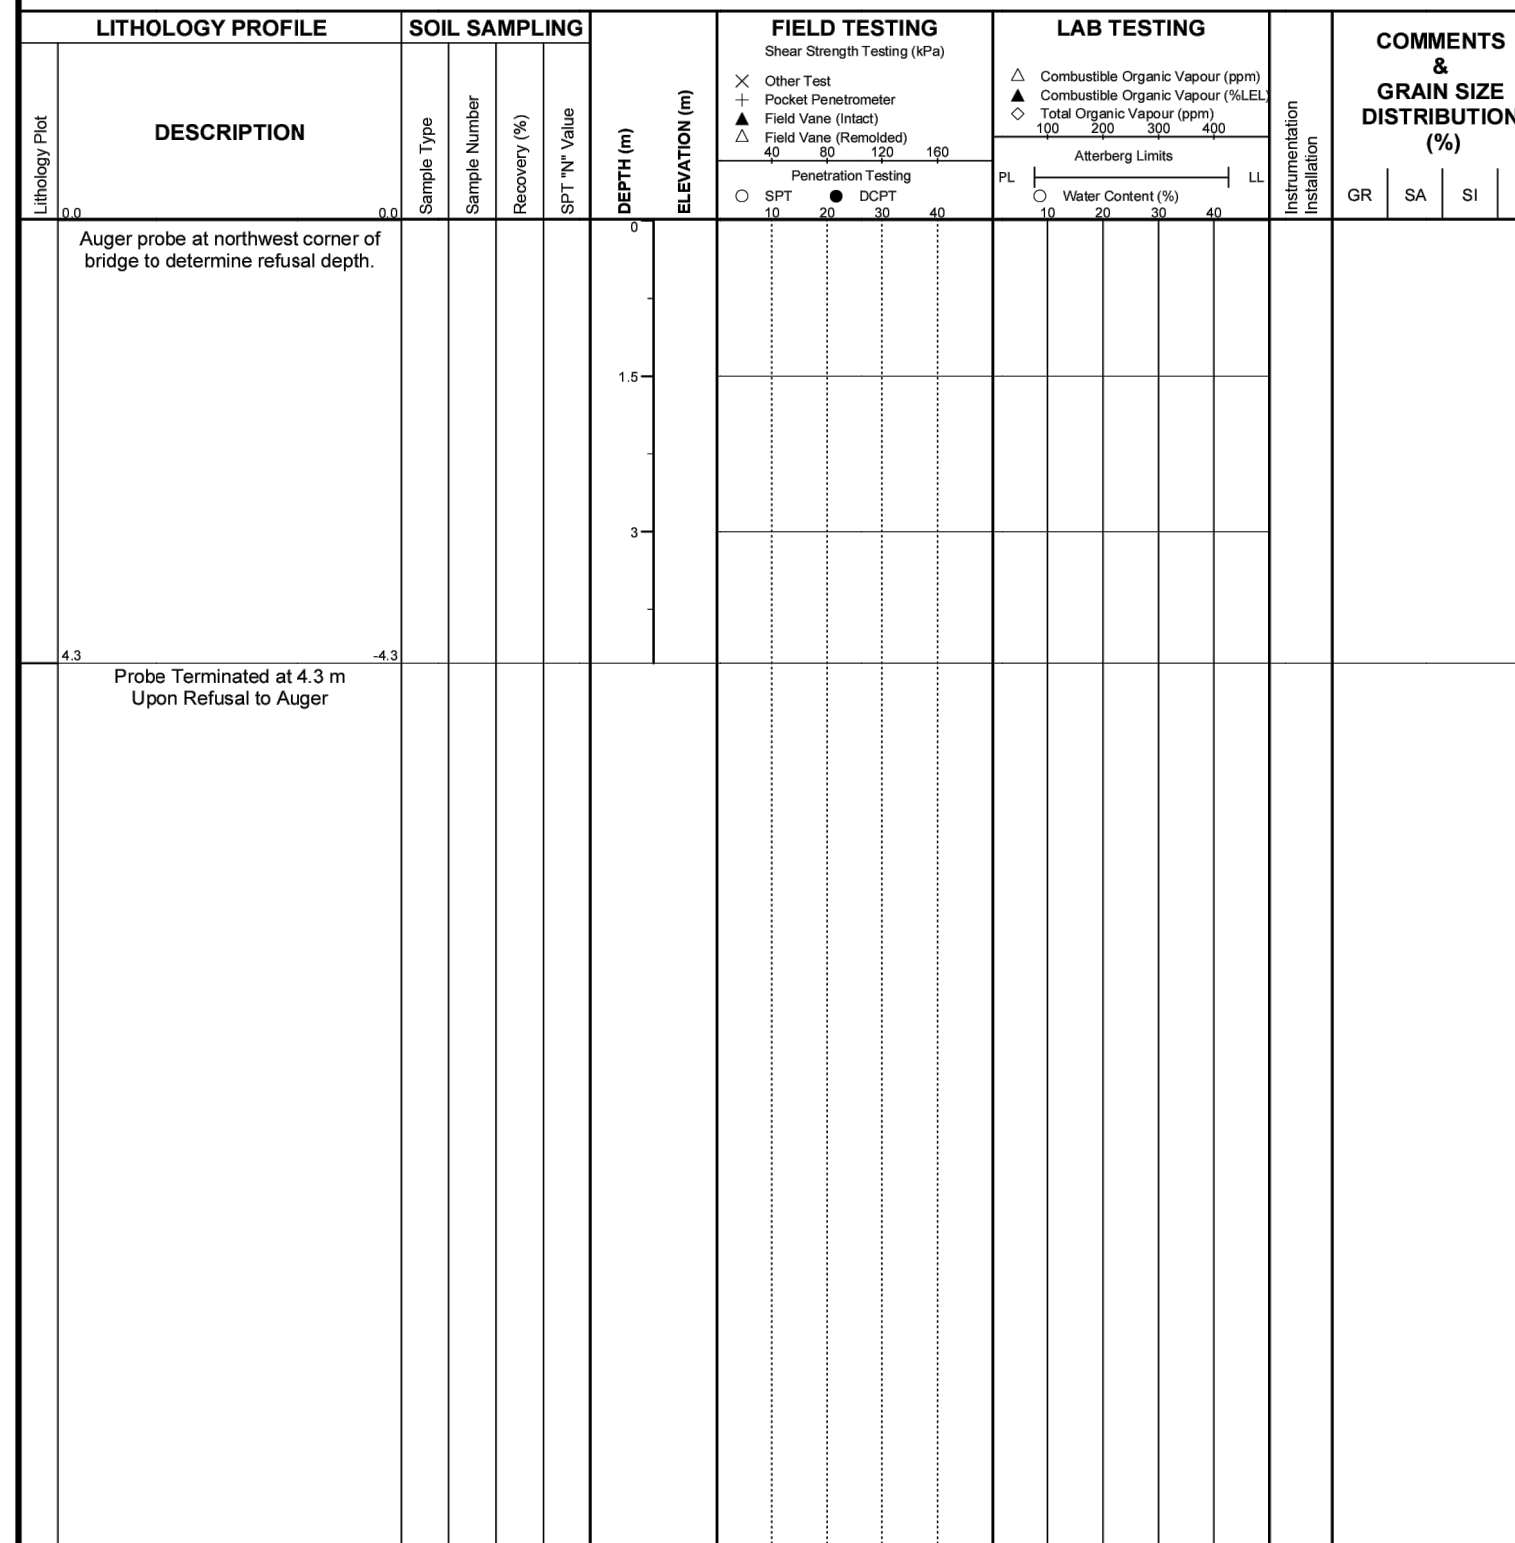 LITHOLOGY PROFILE
SOIL SAMPLING
FIELD TESTING
LAB TESTING
COMMENTS
&
GRAIN SIZE
DISTRIBUTION
(%)
Shear Strength Testing (kPa)
Other Test
Pocket Penetrometer
Field Vane (Intact)
Field Vane (Remolded)
40 80 120 160
Penetration Testing
SPT DCPT
10 20 30 40
Combustible Organic Vapour (ppm)
Combustible Organic Vapour (%LEL)
Total Organic Vapour (ppm)
100 200 300 400
Atterberg Limits
PL LL
Water Content (%)
10 20 30 40
Lithology Plot
DESCRIPTION
0.0 0.0
Sample Type
Sample Number
Recovery (%)
SPT "N" Value
DEPTH (m)
ELEVATION (m)
Instrumentation
Installation
GR SA SI
Auger probe at northwest corner of
bridge to determine refusal depth.
0
1.5
3
4.3 -4.3
Probe Terminated at 4.3 m
Upon Refusal to Auger